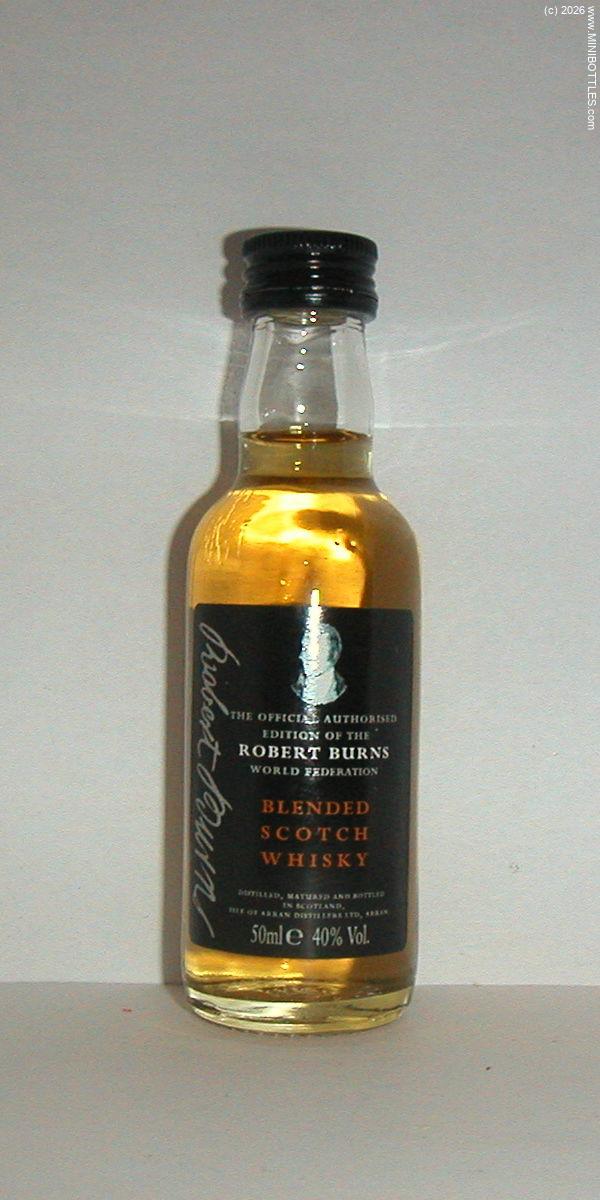 (c) 2026 www.MINIBOTTLES.com
Robert Burns
THE OFFICIAL AUTHORISED
EDITION OF THE
ROBERT BURNS
WORLD FEDERATION
BLENDED
SCOTCH
WHISKY
DISTILLED, MATURED AND BOTTLED
IN SCOTLAND,
ISLE OF ARRAN DISTILLERS LTD, ARRAN.
50ml e 40% Vol.